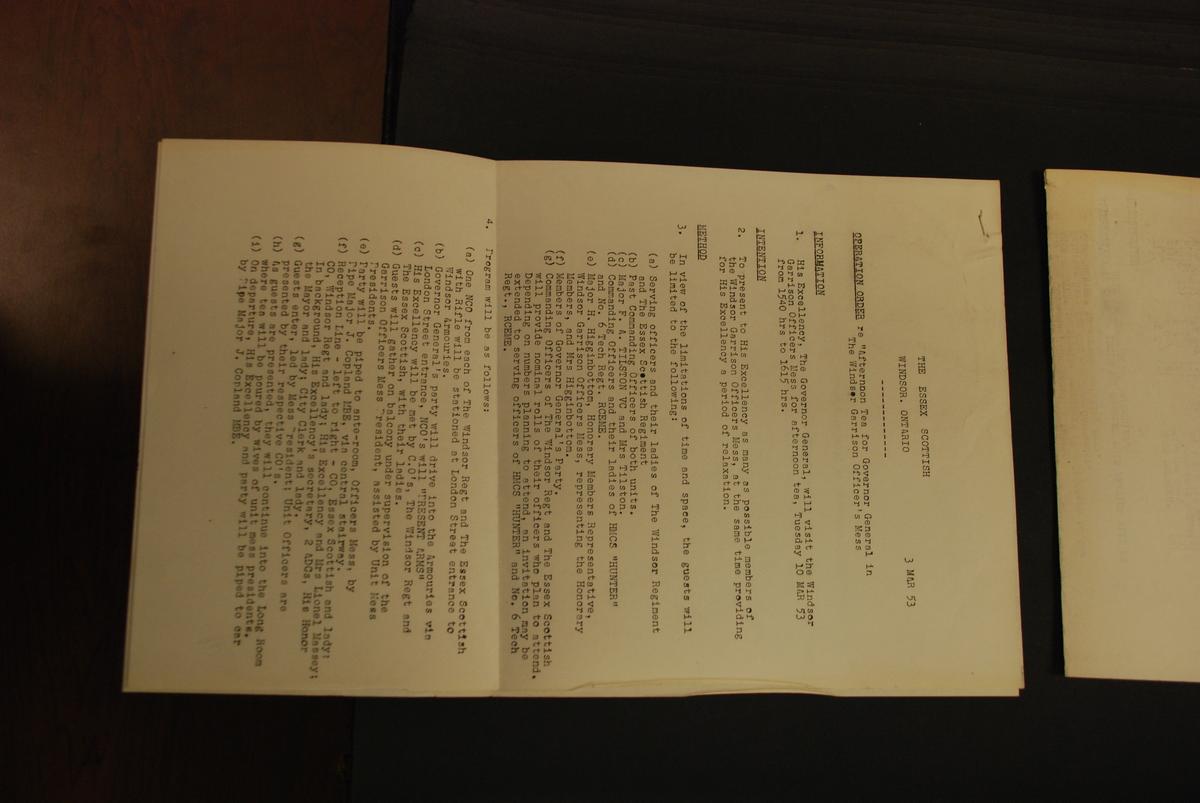 THE ESSEX SCOTTISH
WINDSOR. ONTARIO
3 MAR 53
-----------
OPERATION ORDER re "Afternoon Tea for Governor General in
The Windsor Garrison Officer's Mess
INFORMATION
1. His Excellency, The Governor General, will visit the Windsor
Garrison Officers Mess for afternoon tea, Tuesday 10 MAR 53
from 1540 hrs to 1615 hrs.
INTENTION
2. To present to His Excellency as many as possible members of
the Windsor Garrison Officers Mess, at the same time providing
for His Excellency a period of relaxation.
METHOD
3. In view of the limitations of time and space, the guests will
be limited to the following:
(a) Serving officers and their ladies of The Windsor Regiment
and The Essex Scottish Regiment
(b) Past Commanding Officers of both units.
(c) Major F. A. TILSTON VC and Mrs Tilston.
(d) Commanding Officers and their ladies of HMCS "HUNTER"
and No. 6 Tech Regt. RCEME.
(e) Major H. Higginbottom, Honorary Members Representative,
Windsor Garrison Officers Mess, representing the Honorary
Members, and Mrs Higginbottom.
(f) Members of Governor General's Party.
(g) Commanding Officers of The Windsor Regt and The Essex Scottish
will provide nominal rolls of their officers who plan to attend.
Depending on numbers planning to attend, an invitation may be
extended to serving officers of HMCS "HUNTER" and No. 6 Tech
Regt., RCEME.
4. Program will be as follows:
(a) One NCO from each of The Windsor Regt and The Essex Scottish
with Rifle will be stationed at London Street entrance to
Windsor Armouries.
(b) Governor General's party will drive into the Armouries via
London Street entrance, NCO's will "PRESENT ARMS"
(c) His Excellency will be met by C.O's, The Windsor Regt and
The Essex Scottish, with their ladies.
(d) Guests will gather on balcony under supervision of the
Garrison Officers Mess President, assisted by Unit Mess
Presidents.
(e) Party will be piped to ante-room, Officers Mess, by
Pipe Major J. Copland MBE, via central stairway.
(f) Reception Line - left to right - CO, Essex Scottish and lady;
CO, Windsor Regt and lady; His Excellency and Mrs Lionel Massey;
In background, His Excellency's secretary, 2 ADCs, His Honor
the Mayor and lady; City Clerk and lady.
(g) Guests enter, led by Mess President; Unit Officers are
presented by their respective CO's.
(h) As guests are presented, they will continue into the Long Room
where tea will be poured by wives of unit mess presidents.
(i) On departure, His Excellency and party will be piped to car
by Pipe Major J. Copland MBE.